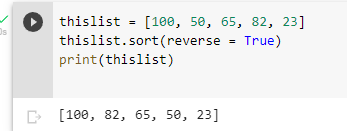 thislist = [100, 50, 65, 82, 23]
thislist.sort(reverse = True)
print(thislist)
[100, 82, 65, 50, 23]